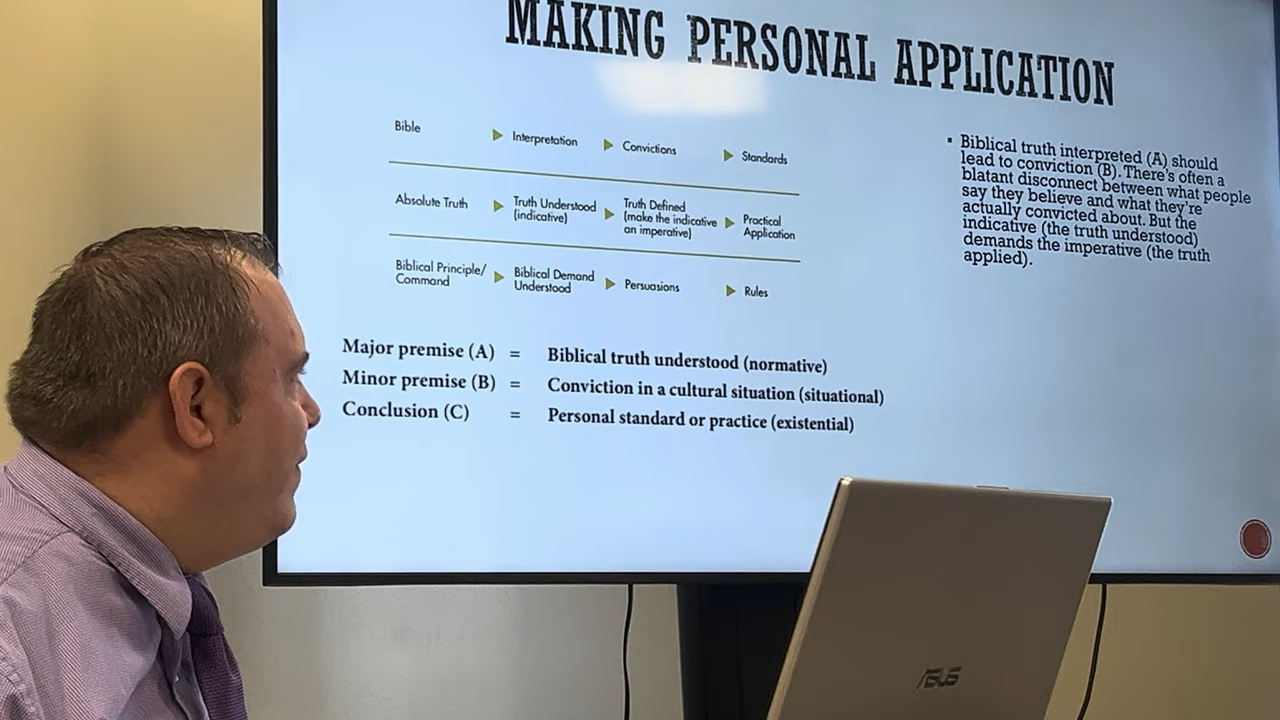 MAKING PERSONAL APPLICATION
Bible ▶ Interpretation ▶ Convictions ▶ Standards
Absolute Truth ▶ Truth Understood (indicative) ▶ Truth Defined (make the indicative an imperative) ▶ Practical Application
Biblical Principle/ Command ▶ Biblical Demand Understood ▶ Persuasions ▶ Rules
Major premise (A) = Biblical truth understood (normative)
Minor premise (B) = Conviction in a cultural situation (situational)
Conclusion (C) = Personal standard or practice (existential)
▪ Biblical truth interpreted (A) should
lead to conviction (B). There's often a
blatant disconnect between what people
say they believe and what they're
actually convicted about. But the
indicative (the truth understood)
demands the imperative (the truth
applied).
ASUS